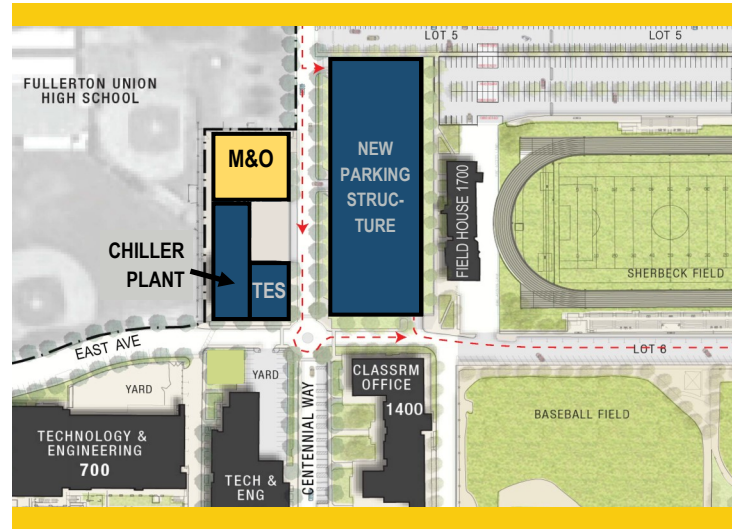 LOT 5
LOT 5
FULLERTON UNION
HIGH SCHOOL
M&O
NEW
PARKING
STRUC-
TURE
FIELD HOUSE 1700
CHILLER
PLANT
TES
SHERBECK FIELD
EAST AVE
LOT 6
YARD
YARD
CENTENNIAL WAY
CLASSRM
OFFICE
1400
BASEBALL FIELD
TECHNOLOGY &
ENGINEERING
700
TECH &
ENG